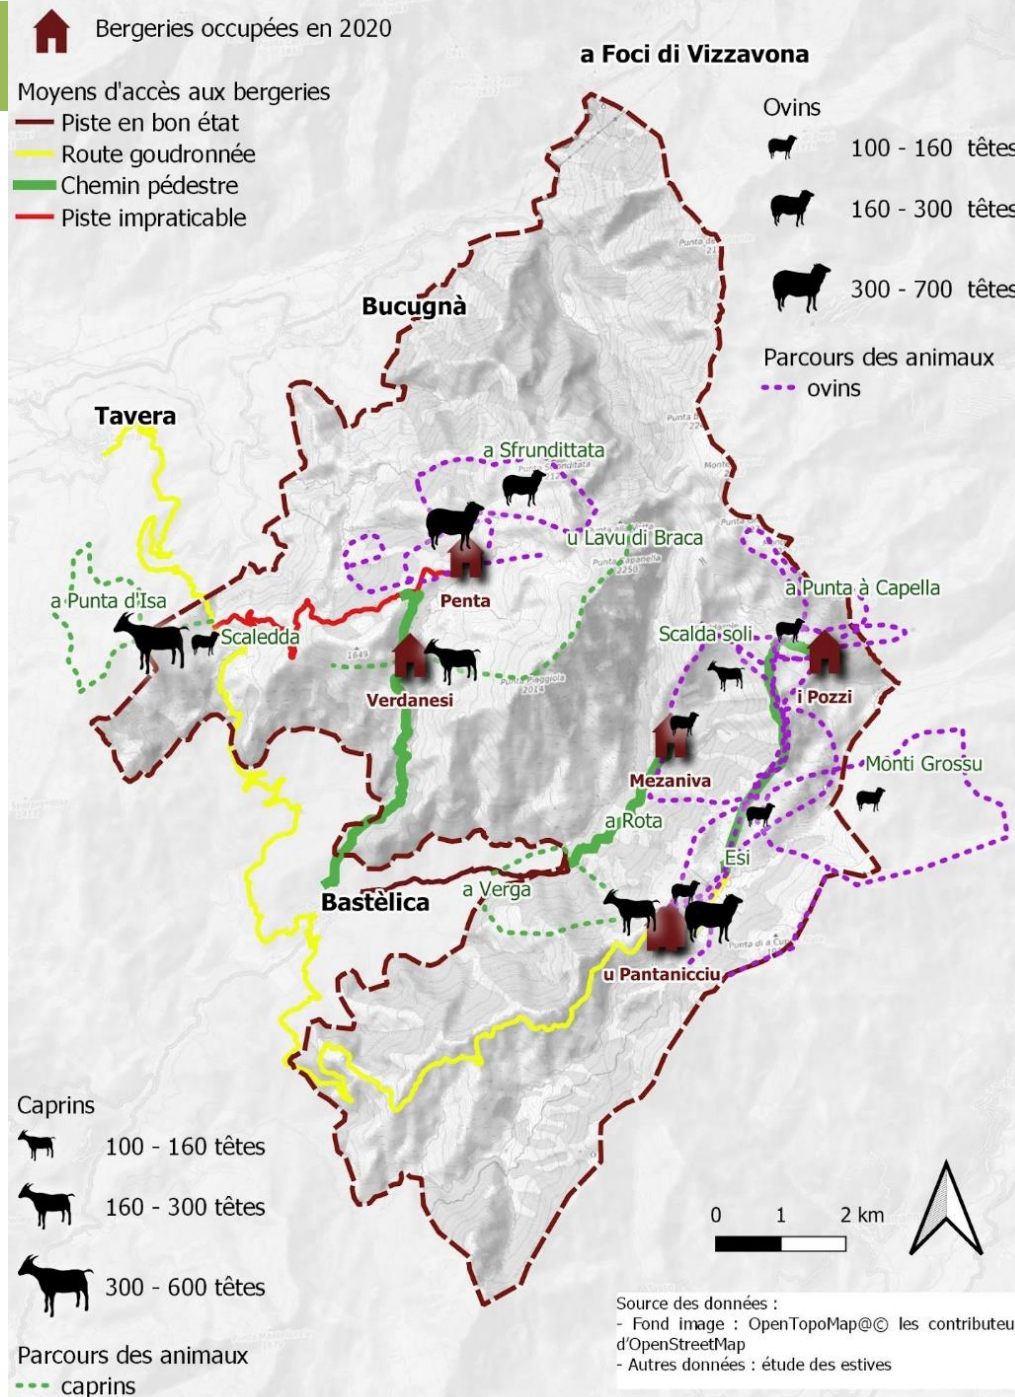 Bergeries occupées en 2020
Moyens d'accès aux bergeries
Piste en bon état
Route goudronnée
Chemin pédestre
Piste impraticable
a Foci di Vizzavona
Ovins
100 - 160 têtes
160 - 300 têtes
300 - 700 têtes
Parcours des animaux
ovins
Bucugnà
Tavera
a Sfrundittata
u Lavu di Braca
a Punta d'Isa
Penta
a Punta à Capella
Scaledda
Scalda soli
1649
Verdanesi
Punta
2014
2250
i Pozzi
Mezaniva
Monti Grossu
a Rota
Esi
a Verga
Bastèlica
u Pantanicciu
Caprins
100 - 160 têtes
160 - 300 têtes
300 - 600 têtes
Parcours des animaux
caprins
0 1 2 km
Source des données :
- Fond image : OpenTopoMap@© les contributeu
d'OpenStreetMap
- Autres données : étude des estives